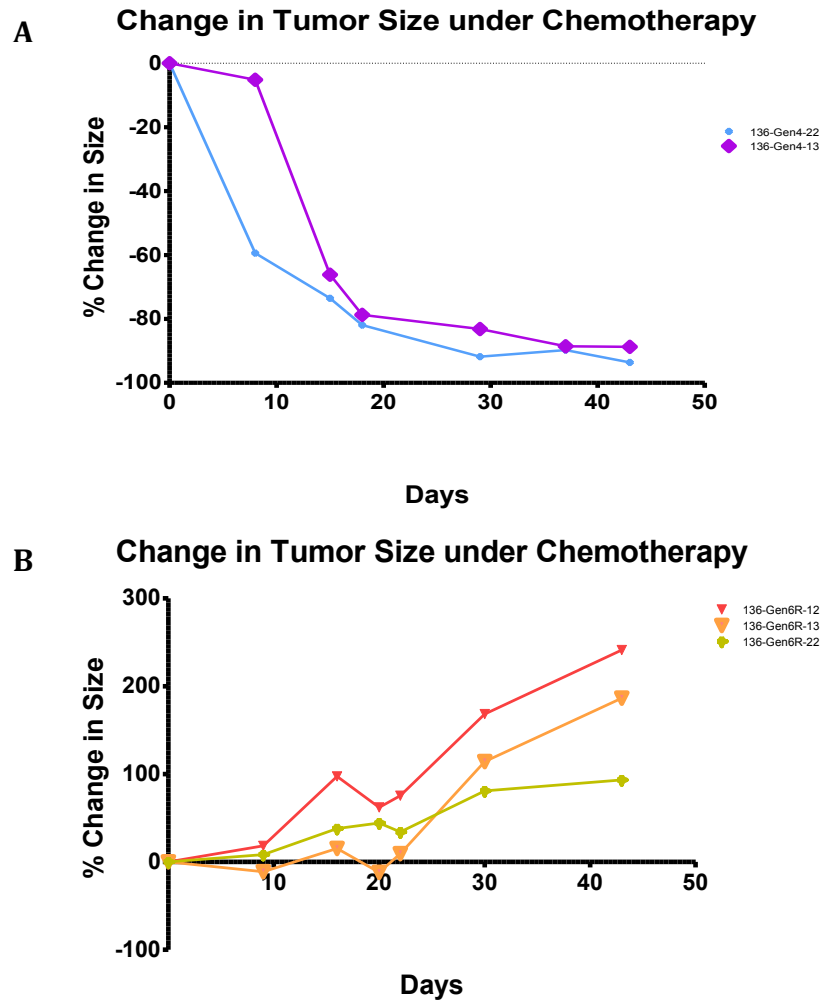 A
Change in Tumor Size under Chemotherapy
% Change in Size
0
-20
-40
-60
-80
-100
0 10 20 30 40 50
Days
136-Gen4-22
136-Gen4-13
B
Change in Tumor Size under Chemotherapy
% Change in Size
300
200
100
0
-100
10 20 30 40 50
Days
136-Gen6R-12
136-Gen6R-13
136-Gen6R-22